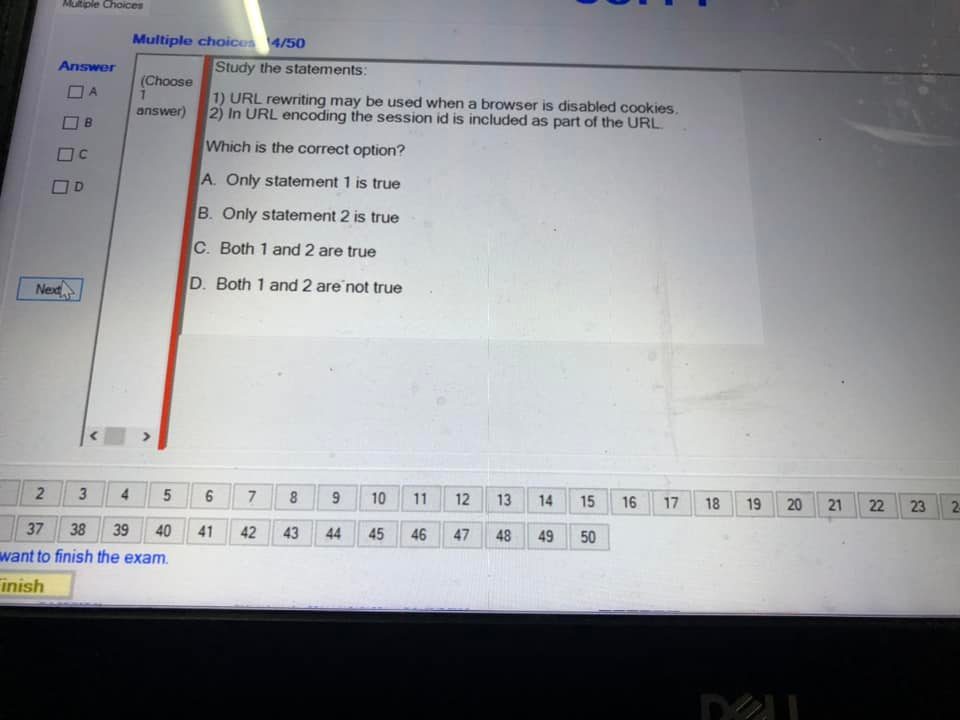 Multiple Choices
Multiple choices 4/50
Answer
A
B
C
D
(Choose
1
answer)
Next
Study the statements:
1) URL rewriting may be used when a browser is disabled cookies.
2) In URL encoding the session id is included as part of the URL.
Which is the correct option?
A. Only statement 1 is true
B. Only statement 2 is true
C. Both 1 and 2 are true
D. Both 1 and 2 are not true
2 3 4 5 6 7 8 9 10 11 12 13 14 15 16 17 18 19 20 21 22 23 2
37 38 39 40 41 42 43 44 45 46 47 48 49 50
want to finish the exam.
inish
DELL